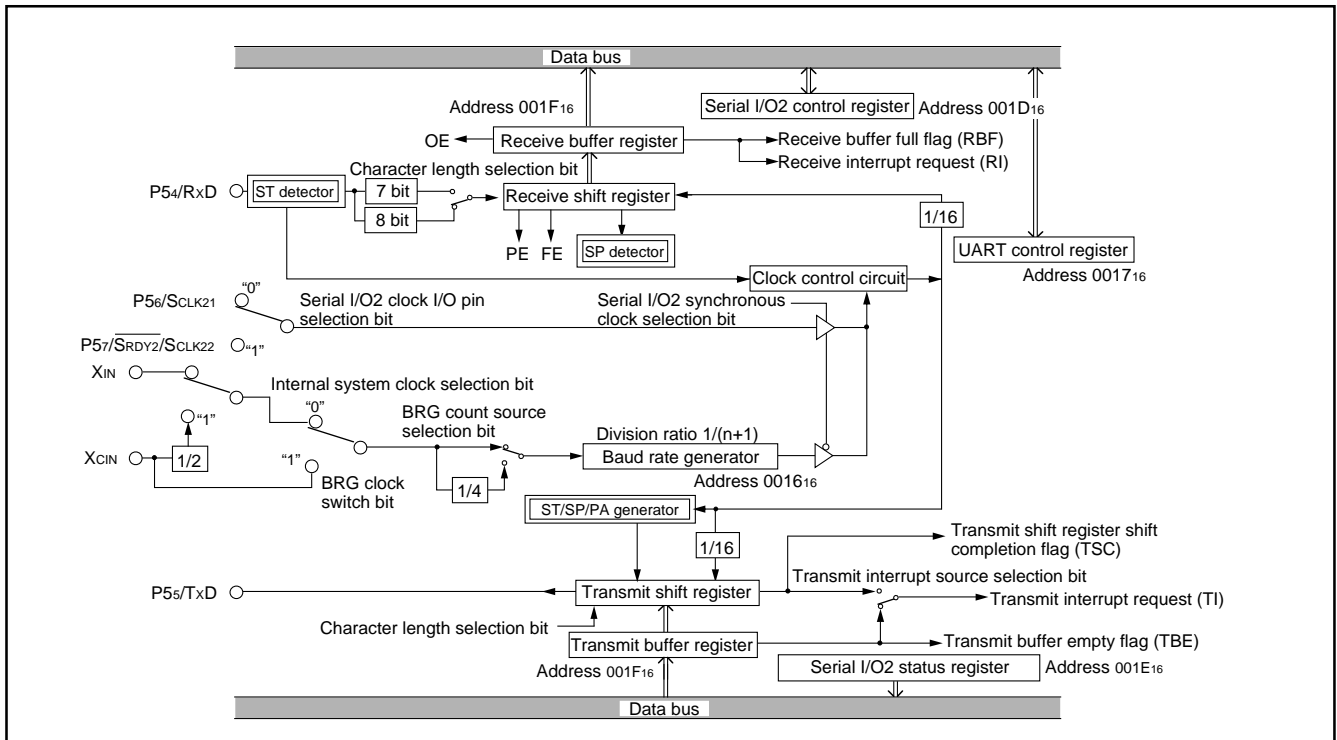 Data bus
Address 001F16
Serial I/O2 control register
Address 001D16
OE
Receive buffer register
Receive buffer full flag (RBF)
Receive interrupt request (RI)
Character length selection bit
P54/RXD
ST detector
7 bit
8 bit
Receive shift register
1/16
PE
FE
SP detector
UART control register
Address 001716
Clock control circuit
P56/SCLK21
“0”
Serial I/O2 clock I/O pin
selection bit
Serial I/O2 synchronous
clock selection bit
P57/SRDY2/SCLK22
“1”
XIN
Internal system clock selection bit
“0”
“1”
BRG count source
selection bit
Division ratio 1/(n+1)
Baud rate generator
Address 001616
XCIN
1/2
“1”
BRG clock
switch bit
1/4
ST/SP/PA generator
1/16
Transmit shift register shift
completion flag (TSC)
Transmit interrupt source selection bit
P55/TXD
Transmit shift register
Transmit interrupt request (TI)
Character length selection bit
Transmit buffer register
Transmit buffer empty flag (TBE)
Address 001F16
Serial I/O2 status register
Address 001E16
Data bus